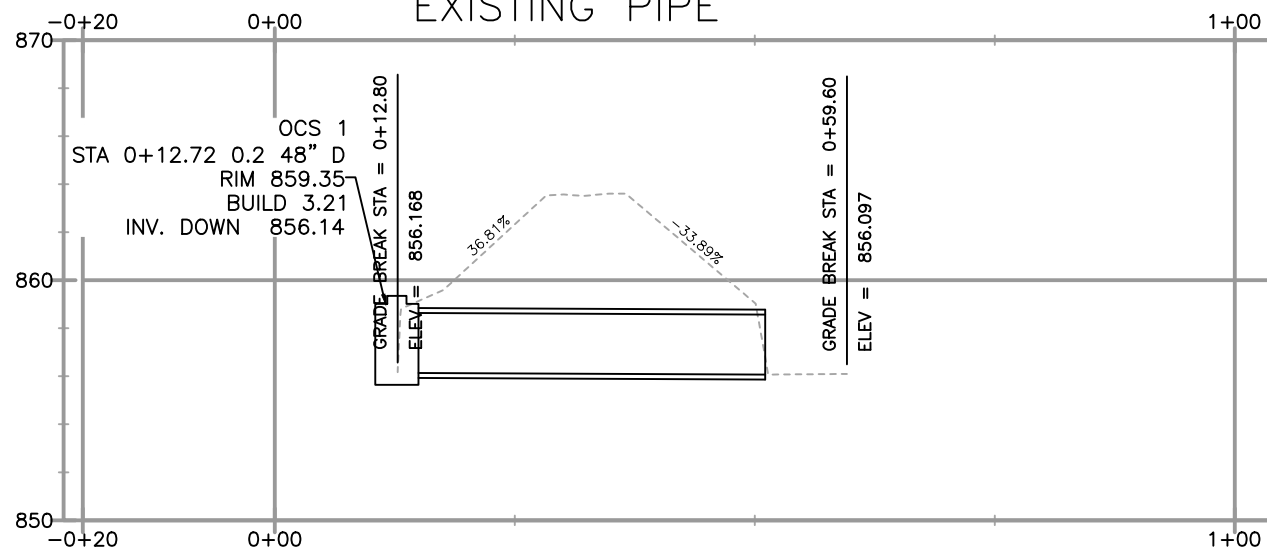 EXISTING PIPE
−0+20 0+00 1+00
870
GRADE BREAK STA = 0+12.80
ELEV = 856.168
GRADE BREAK STA = 0+59.60
ELEV = 856.097
OCS 1
STA 0+12.72 0.2 48" D
RIM 859.35
BUILD 3.21
INV. DOWN 856.14
36.81%
−33.89%
860
850
−0+20 0+00 1+00